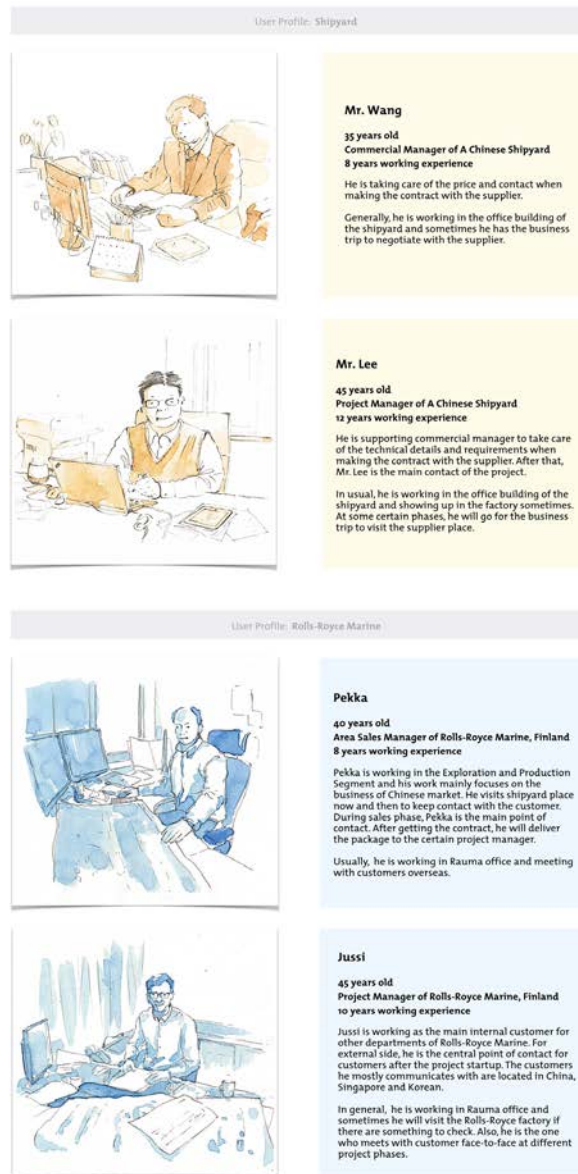 User Profile: Shipyard
Mr. Wang
35 years old
Commercial Manager of A Chinese Shipyard
8 years working experience
He is taking care of the price and contact when
making the contract with the supplier.
Generally, he is working in the office building of
the shipyard and sometimes he has the business
trip to negotiate with the supplier.
Mr. Lee
45 years old
Project Manager of A Chinese Shipyard
12 years working experience
He is supporting commercial manager to take care
of the technical details and requirements when
making the contract with the supplier. After that,
Mr. Lee is the main contact of the project.
In usual, he is working in the office building of the
shipyard and showing up in the factory sometimes.
At some certain phases, he will go for the business
trip to visit the supplier place.
User Profile: Rolls-Royce Marine
Pekka
40 years old
Area Sales Manager of Rolls-Royce Marine, Finland
8 years working experience
Pekka is working in the Exploration and Production
Segment and his work mainly focuses on the
business of Chinese market. He visits shipyard place
now and then to keep contact with the customer.
During sales phase, Pekka is the main point of
contact. After getting the contract, he will deliver
the package to the certain project manager.
Usually, he is working in Rauma office and meeting
with customers overseas.
Jussi
45 years old
Project Manager of Rolls-Royce Marine, Finland
10 years working experience
Jussi is working as the main internal customer for
other departments of Rolls-Royce Marine. For
external side, he is the central point of contact for
customers after the project startup. The customers
he mostly communicates with are located in China,
Singapore and Korean.
In general, he is working in Rauma office and
sometimes he will visit the Rolls-Royce factory if
there are something to check. Also, he is the one
who meets with customer face-to-face at different
project phases.